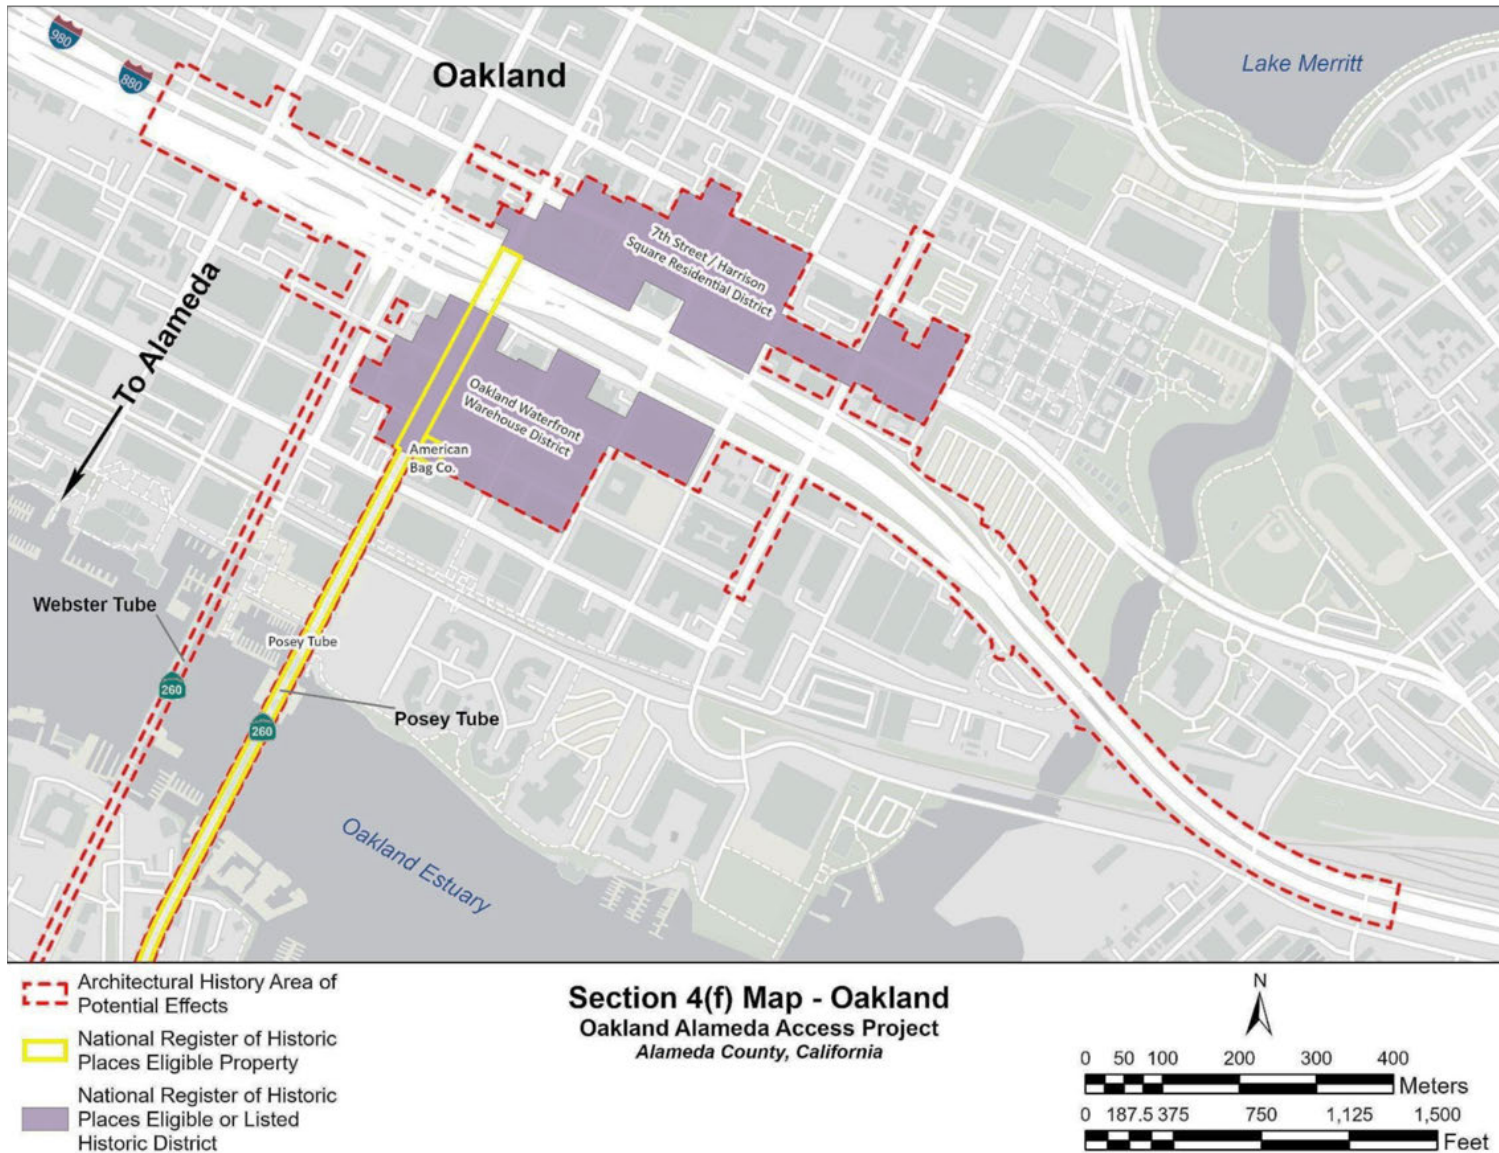 980
880
Oakland
Lake Merritt
To Alameda
7th Street / Harrison
Square Residential District
Oakland Waterfront
Warehouse District
American
Bag Co.
Webster Tube
Posey Tube
260
Posey Tube
260
Oakland Estuary
Architectural History Area of
Potential Effects
National Register of Historic
Places Eligible Property
National Register of Historic
Places Eligible or Listed
Historic District
Section 4(f) Map - Oakland
Oakland Alameda Access Project
Alameda County, California
N
0 50 100 200 300 400
Meters
0 187.5 375 750 1,125 1,500
Feet